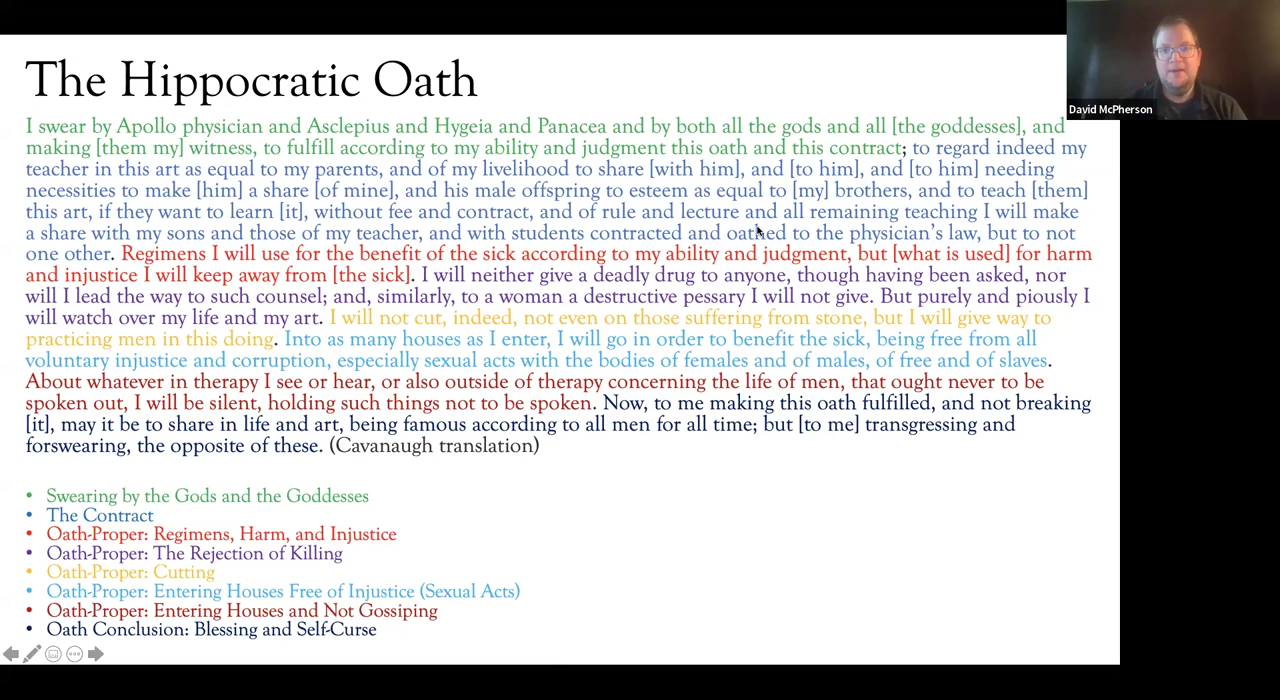 David McPherson
The Hippocratic Oath
I swear by Apollo physician and Asclepius and Hygeia and Panacea and by both all the gods and all [the goddesses], and
making [them my] witness, to fulfill according to my ability and judgment this oath and this contract; to regard indeed my
teacher in this art as equal to my parents, and of my livelihood to share [with him], and [to him], and [to him] needing
necessities to make [him] a share [of mine], and his male offspring to esteem as equal to [my] brothers, and to teach [them]
this art, if they want to learn [it], without fee and contract, and of rule and lecture and all remaining teaching I will make
a share with my sons and those of my teacher, and with students contracted and oathed to the physician's law, but to not
one other. Regimens I will use for the benefit of the sick according to my ability and judgment, but [what is used] for harm
and injustice I will keep away from [the sick]. I will neither give a deadly drug to anyone, though having been asked, nor
will I lead the way to such counsel; and, similarly, to a woman a destructive pessary I will not give. But purely and piously I
will watch over my life and my art. I will not cut, indeed, not even on those suffering from stone, but I will give way to
practicing men in this doing. Into as many houses as I enter, I will go in order to benefit the sick, being free from all
voluntary injustice and corruption, especially sexual acts with the bodies of females and of males, of free and of slaves.
About whatever in therapy I see or hear, or also outside of therapy concerning the life of men, that ought never to be
spoken out, I will be silent, holding such things not to be spoken. Now, to me making this oath fulfilled, and not breaking
[it], may it be to share in life and art, being famous according to all men for all time; but [to me] transgressing and
forswearing, the opposite of these. (Cavanaugh translation)
• Swearing by the Gods and the Goddesses
• The Contract
• Oath-Proper: Regimens, Harm, and Injustice
• Oath-Proper: The Rejection of Killing
• Oath-Proper: Cutting
• Oath-Proper: Entering Houses Free of Injustice (Sexual Acts)
• Oath-Proper: Entering Houses and Not Gossiping
• Oath Conclusion: Blessing and Self-Curse